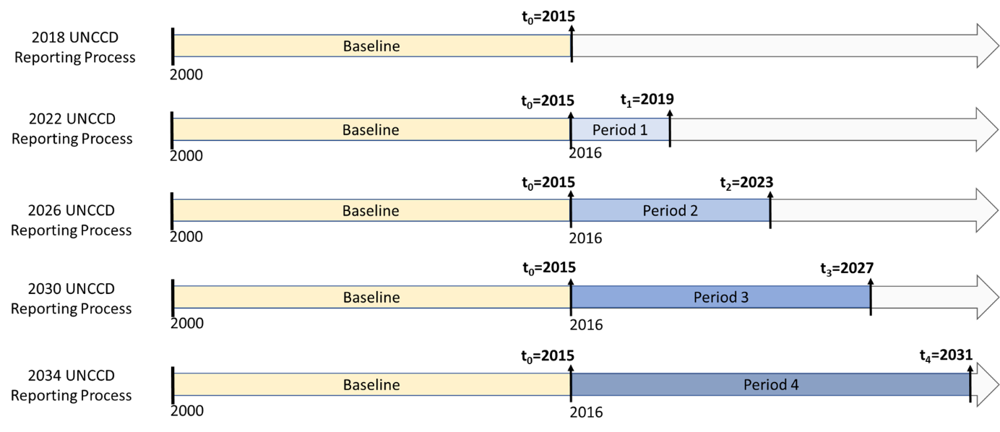 t₀=2015
2018 UNCCD
Reporting Process
Baseline
2000
t₀=2015
t₁=2019
2022 UNCCD
Reporting Process
Baseline
Period 1
2000
2016
t₀=2015
t₂=2023
2026 UNCCD
Reporting Process
Baseline
Period 2
2000
2016
t₀=2015
t₃=2027
2030 UNCCD
Reporting Process
Baseline
Period 3
2000
2016
t₀=2015
t₄=2031
2034 UNCCD
Reporting Process
Baseline
Period 4
2000
2016